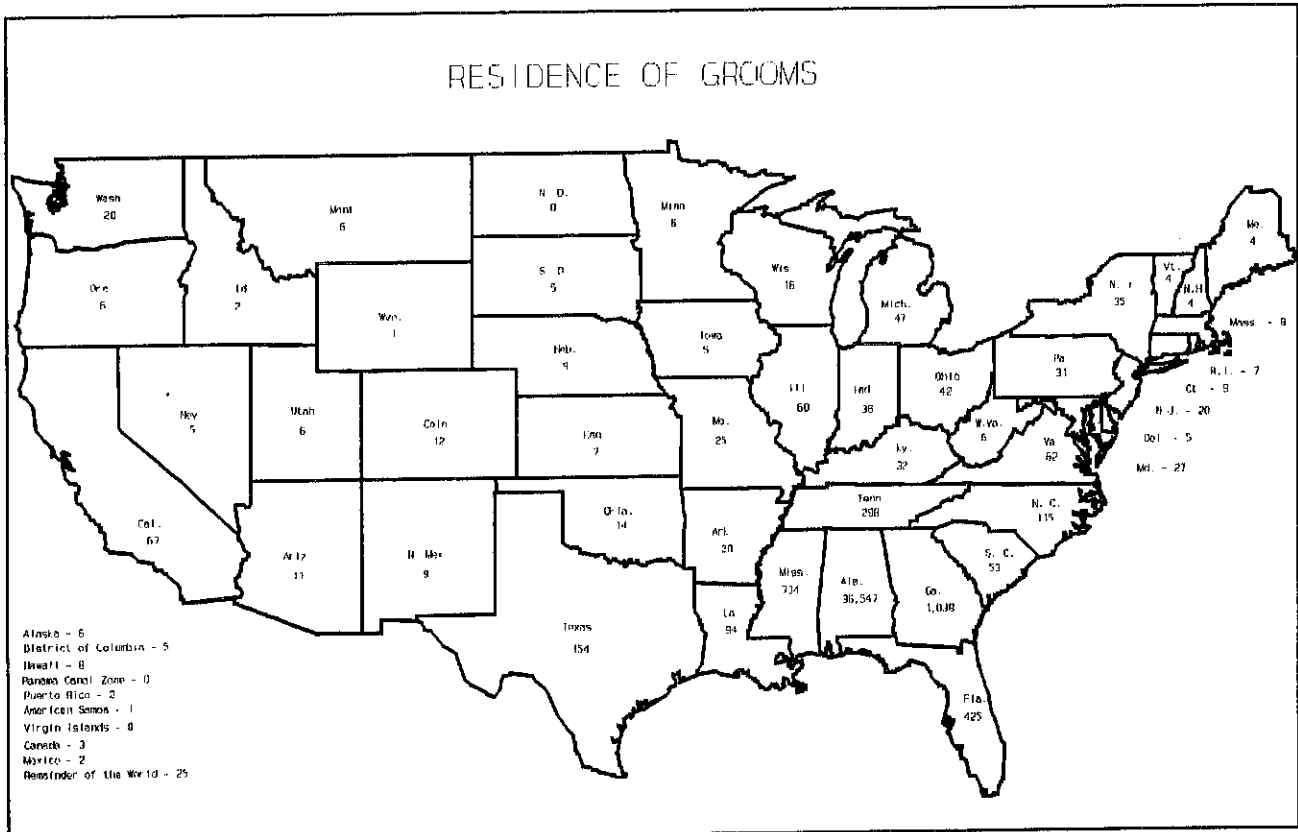 RESIDENCE OF GROOMS
Wash
20
Mont
6
N. D.
0
Minn
6
Me.
4
Ore
6
Id
2
S. D
5
Wis
16
Vt.
4
N.H
4
N. Y
35
Mich.
47
Wyo.
1
Iowa
5
Mass - 8
Neb.
9
Pa
31
R.I. - 7
Ohio
42
Ill
60
Ind
38
Ct. - 9
Nev
5
Utah
6
Coln
12
N.J. - 20
Mo.
25
W.Va.
6
Kan
7
Va
62
Del - 5
Ky.
32
Md. - 27
Tenn
298
N. C.
115
Okla.
14
Cal.
67
Ark
20
Ariz
11
N Mex
9
S. C.
53
Miss.
704
Ala.
36,547
Ga.
La
94
Texas
154
Fla.
425
Alaska - 6
District of Columbia - 5
Hawaii - 8
Panama Canal Zone - 0
Puerto Rico - 2
American Samoa - 1
Virgin Islands - 0
Canada - 3
Mexico - 2
Remainder of the World - 25